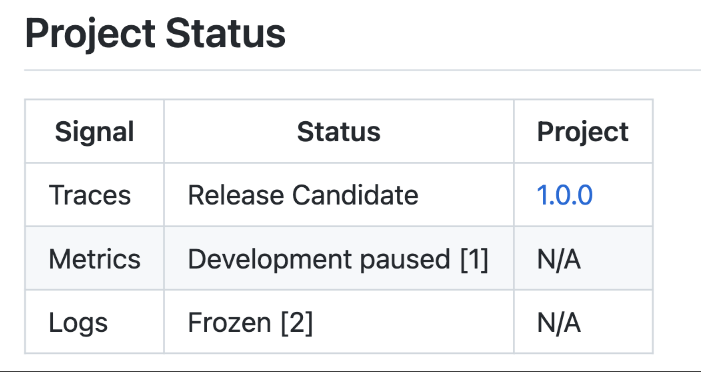 Project Status
Signal Status Project
Traces Release Candidate 1.0.0
Metrics Development paused [1] N/A
Logs Frozen [2] N/A